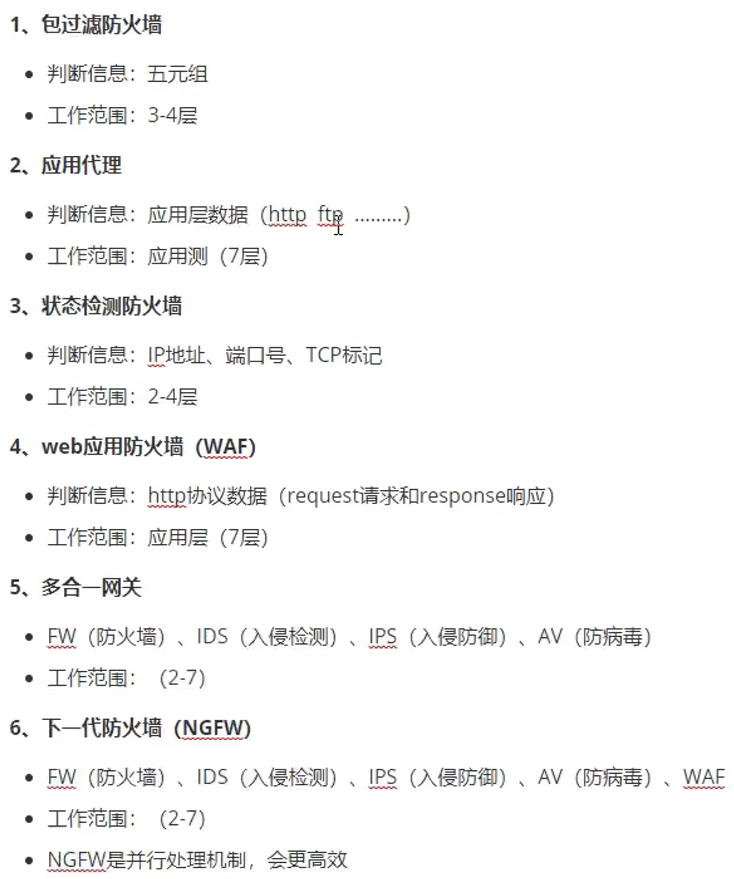 1、包过滤防火墙
判断信息：五元组
工作范围：3-4层
2、应用代理
判断信息：应用层数据（http ftp ………）
工作范围：应用测（7层）
3、状态检测防火墙
判断信息：IP地址、端口号、TCP标记
工作范围：2-4层
4、web应用防火墙（WAF）
判断信息：http协议数据（request请求和response响应）
工作范围：应用层（7层）
5、多合一网关
FW（防火墙）、IDS（入侵检测）、IPS（入侵防御）、AV（防病毒）
工作范围：（2-7）
6、下一代防火墙（NGFW）
FW（防火墙）、IDS（入侵检测）、IPS（入侵防御）、AV（防病毒）、WAF
工作范围：（2-7）
NGFW是并行处理机制，会更高效